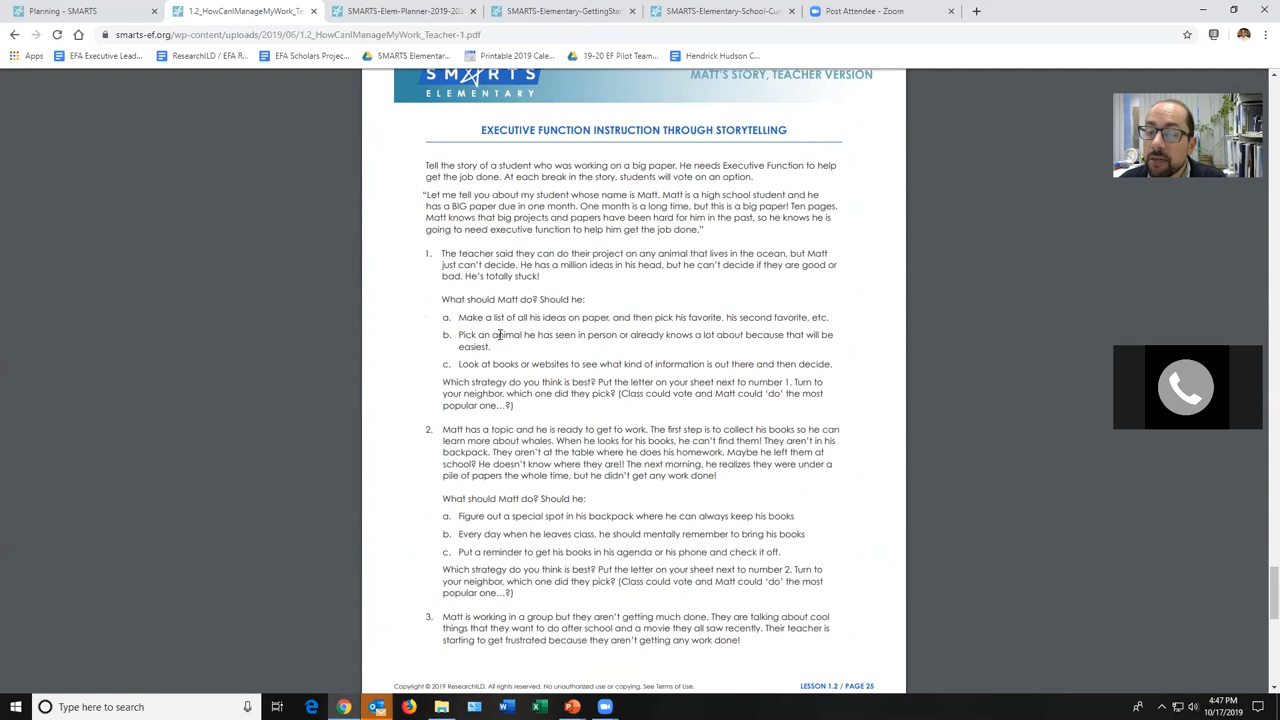 Planning - SMARTS
1.2_HowCanIManageMyWork_Te
SMARTS-Elem-Planner-2019-202
SMARTS-Elementary-GettingStar
SMARTS-Elementary-School-Curr
Post Attendee - Zoom
smarts-ef.org/wp-content/uploads/2019/06/1.2_HowCanIManageMyWork_Teacher-1.pdf
Apps
EFA Executive Lead...
ResearchILD / EFA R...
EFA Scholars Projec...
SMARTS Elementar...
Printable 2019 Cale...
19-20 EF Pilot Team...
Hendrick Hudson C...
SMARTS
ELEMENTARY
MATT'S STORY, TEACHER VERSION
EXECUTIVE FUNCTION INSTRUCTION THROUGH STORYTELLING
Tell the story of a student who was working on a big paper. He needs Executive Function to help
get the job done. At each break in the story, students will vote on an option.
"Let me tell you about my student whose name is Matt. Matt is a high school student and he
has a BIG paper due in one month. One month is a long time, but this is a big paper! Ten pages.
Matt knows that big projects and papers have been hard for him in the past, so he knows he is
going to need executive function to help him get the job done."
1. The teacher said they can do their project on any animal that lives in the ocean, but Matt
just can't decide. He has a million ideas in his head, but he can't decide if they are good or
bad. He's totally stuck!
What should Matt do? Should he:
a. Make a list of all his ideas on paper, and then pick his favorite, his second favorite, etc.
b. Pick an animal he has seen in person or already knows a lot about because that will be
easiest.
c. Look at books or websites to see what kind of information is out there and then decide.
Which strategy do you think is best? Put the letter on your sheet next to number 1. Turn to
your neighbor, which one did they pick? (Class could vote and Matt could 'do' the most
popular one…?)
2. Matt has a topic and he is ready to get to work. The first step is to collect his books so he can
learn more about whales. When he looks for his books, he can't find them! They aren't in his
backpack. They aren't at the table where he does his homework. Maybe he left them at
school? He doesn't know where they are!! The next morning, he realizes they were under a
pile of papers the whole time, but he didn't get any work done!
What should Matt do? Should he:
a. Figure out a special spot in his backpack where he can always keep his books
b. Every day when he leaves class, he should mentally remember to bring his books
c. Put a reminder to get his books in his agenda or his phone and check it off.
Which strategy do you think is best? Put the letter on your sheet next to number 2. Turn to
your neighbor, which one did they pick? (Class could vote and Matt could 'do' the most
popular one…?)
3. Matt is working in a group but they aren't getting much done. They are talking about cool
things that they want to do after school and a movie they all saw recently. Their teacher is
starting to get frustrated because they aren't getting any work done!
Copyright © 2019 ResearchILD. All rights reserved. No unauthorized use or copying. See Terms of Use.
LESSON 1.2 / PAGE 25
Type here to search
4:47 PM
10/17/2019